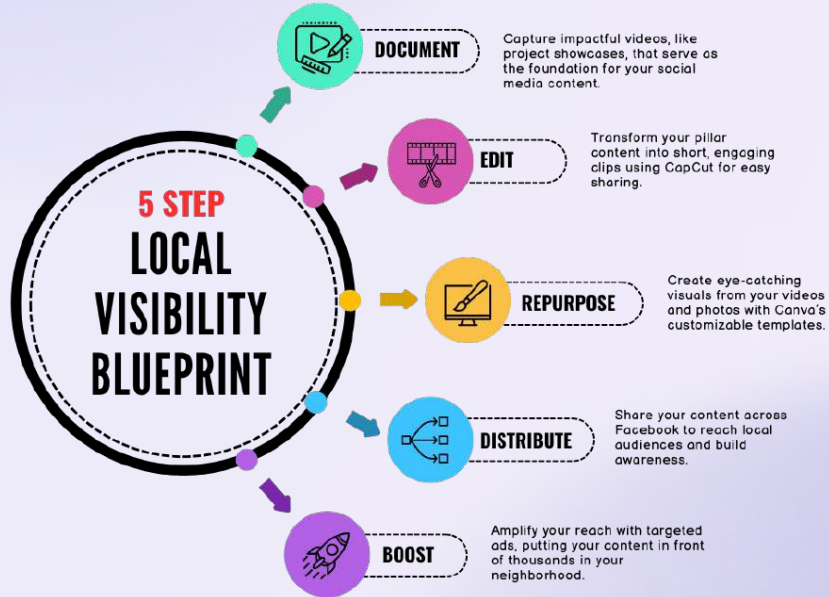 5 STEP
LOCAL
VISIBILITY
BLUEPRINT
DOCUMENT
Capture impactful videos, like
project showcases, that serve as
the foundation for your social
media content.
EDIT
Transform your pillar
content into short, engaging
clips using CapCut for easy
sharing.
REPURPOSE
Create eye-catching
visuals from your videos
and photos with Canva's
customizable templates.
DISTRIBUTE
Share your content across
Facebook to reach local
audiences and build
awareness.
BOOST
Amplify your reach with targeted
ads, putting your content in front
of thousands in your
neighborhood.